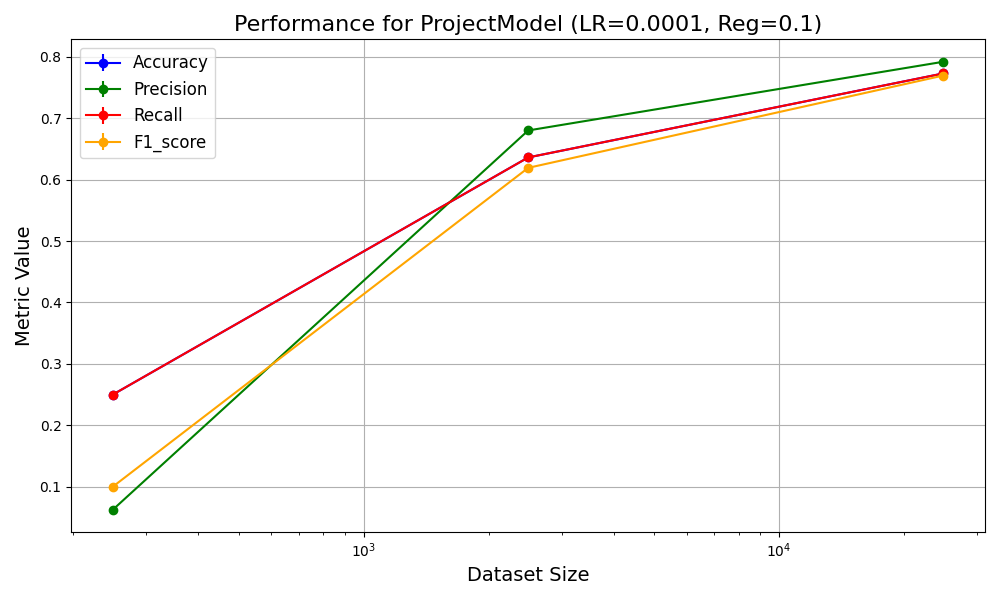 Performance for ProjectModel (LR=0.0001, Reg=0.1)
Accuracy
Precision
Recall
F1_score
Metric Value
0.8
0.7
0.6
0.5
0.4
0.3
0.2
0.1
10³
10⁴
Dataset Size